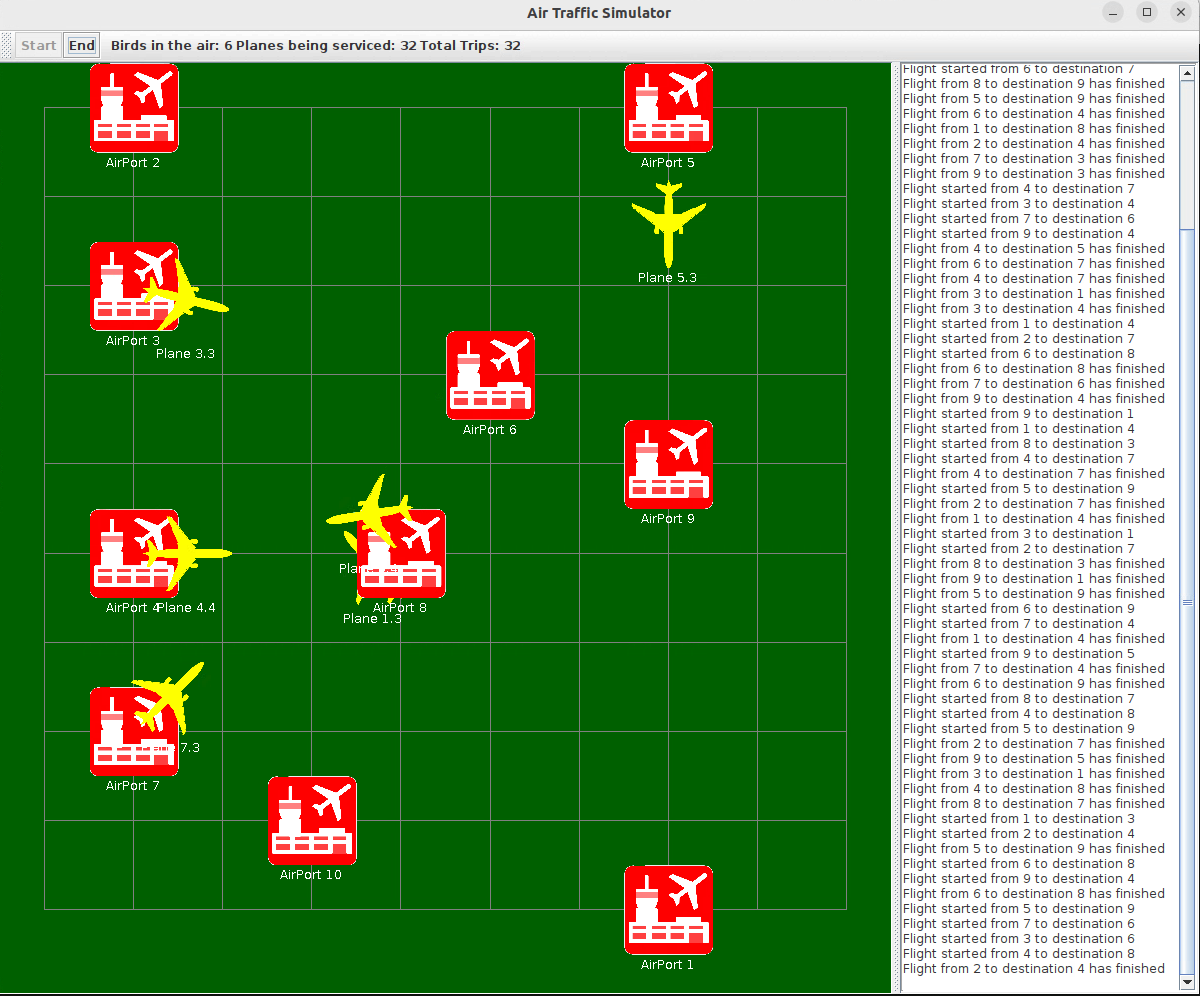 Air Traffic Simulator
Start End Birds in the air: 6 Planes being serviced: 32 Total Trips: 32
AirPort 2
AirPort 5
Plane 5.3
AirPort 3
Plane 3.3
AirPort 6
AirPort 9
AirPort 4
Plane 4.4
AirPort 8
Plane 1.3
7.3
AirPort 7
AirPort 10
AirPort 1
Flight started from 6 to destination 7
Flight from 8 to destination 9 has finished
Flight from 5 to destination 9 has finished
Flight from 6 to destination 4 has finished
Flight from 1 to destination 8 has finished
Flight from 2 to destination 4 has finished
Flight from 7 to destination 3 has finished
Flight from 9 to destination 3 has finished
Flight started from 4 to destination 7
Flight started from 3 to destination 4
Flight started from 7 to destination 6
Flight started from 9 to destination 4
Flight from 4 to destination 5 has finished
Flight from 6 to destination 7 has finished
Flight from 4 to destination 7 has finished
Flight from 3 to destination 1 has finished
Flight from 3 to destination 4 has finished
Flight started from 1 to destination 4
Flight started from 2 to destination 7
Flight started from 6 to destination 8
Flight from 6 to destination 8 has finished
Flight from 7 to destination 6 has finished
Flight from 9 to destination 4 has finished
Flight started from 9 to destination 1
Flight started from 1 to destination 4
Flight started from 8 to destination 3
Flight started from 4 to destination 7
Flight from 4 to destination 7 has finished
Flight started from 5 to destination 9
Flight from 2 to destination 7 has finished
Flight from 1 to destination 4 has finished
Flight started from 3 to destination 1
Flight started from 2 to destination 7
Flight from 8 to destination 3 has finished
Flight from 9 to destination 1 has finished
Flight from 5 to destination 9 has finished
Flight started from 6 to destination 9
Flight started from 7 to destination 4
Flight from 1 to destination 4 has finished
Flight started from 9 to destination 5
Flight from 7 to destination 4 has finished
Flight from 6 to destination 9 has finished
Flight started from 8 to destination 7
Flight started from 4 to destination 8
Flight started from 5 to destination 9
Flight from 2 to destination 7 has finished
Flight from 9 to destination 5 has finished
Flight from 3 to destination 1 has finished
Flight from 4 to destination 8 has finished
Flight from 8 to destination 7 has finished
Flight started from 1 to destination 3
Flight started from 2 to destination 4
Flight from 5 to destination 9 has finished
Flight started from 6 to destination 8
Flight started from 9 to destination 4
Flight from 6 to destination 8 has finished
Flight started from 5 to destination 9
Flight started from 7 to destination 6
Flight started from 3 to destination 6
Flight started from 4 to destination 8
Flight from 2 to destination 4 has finished